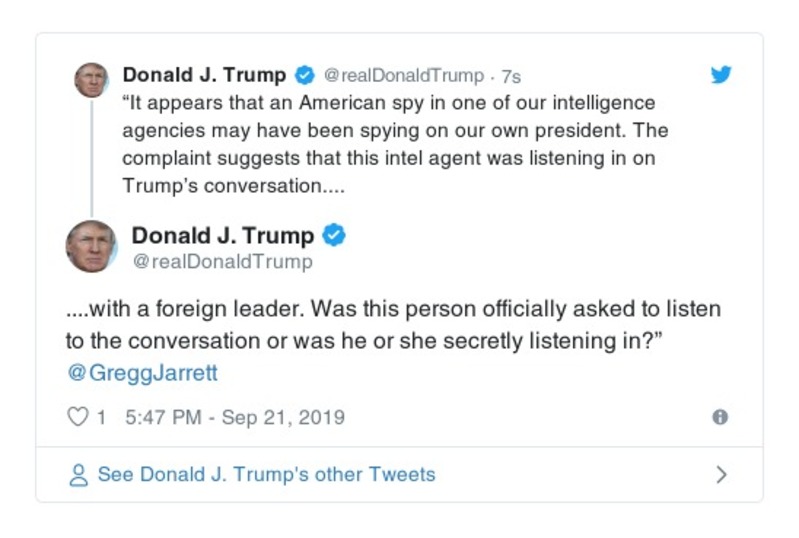 Donald J. Trump @realDonaldTrump · 7s
“It appears that an American spy in one of our intelligence
agencies may have been spying on our own president. The
complaint suggests that this intel agent was listening in on
Trump’s conversation....
Donald J. Trump
@realDonaldTrump
....with a foreign leader. Was this person officially asked to listen
to the conversation or was he or she secretly listening in?”
@GreggJarrett
1 5:47 PM - Sep 21, 2019
See Donald J. Trump's other Tweets